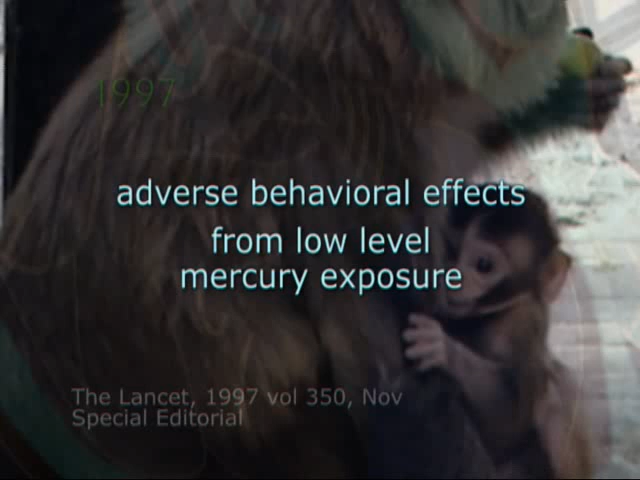 1997
adverse behavioral effects
from low level
mercury exposure
The Lancet, 1997 vol 350, Nov
Special Editorial